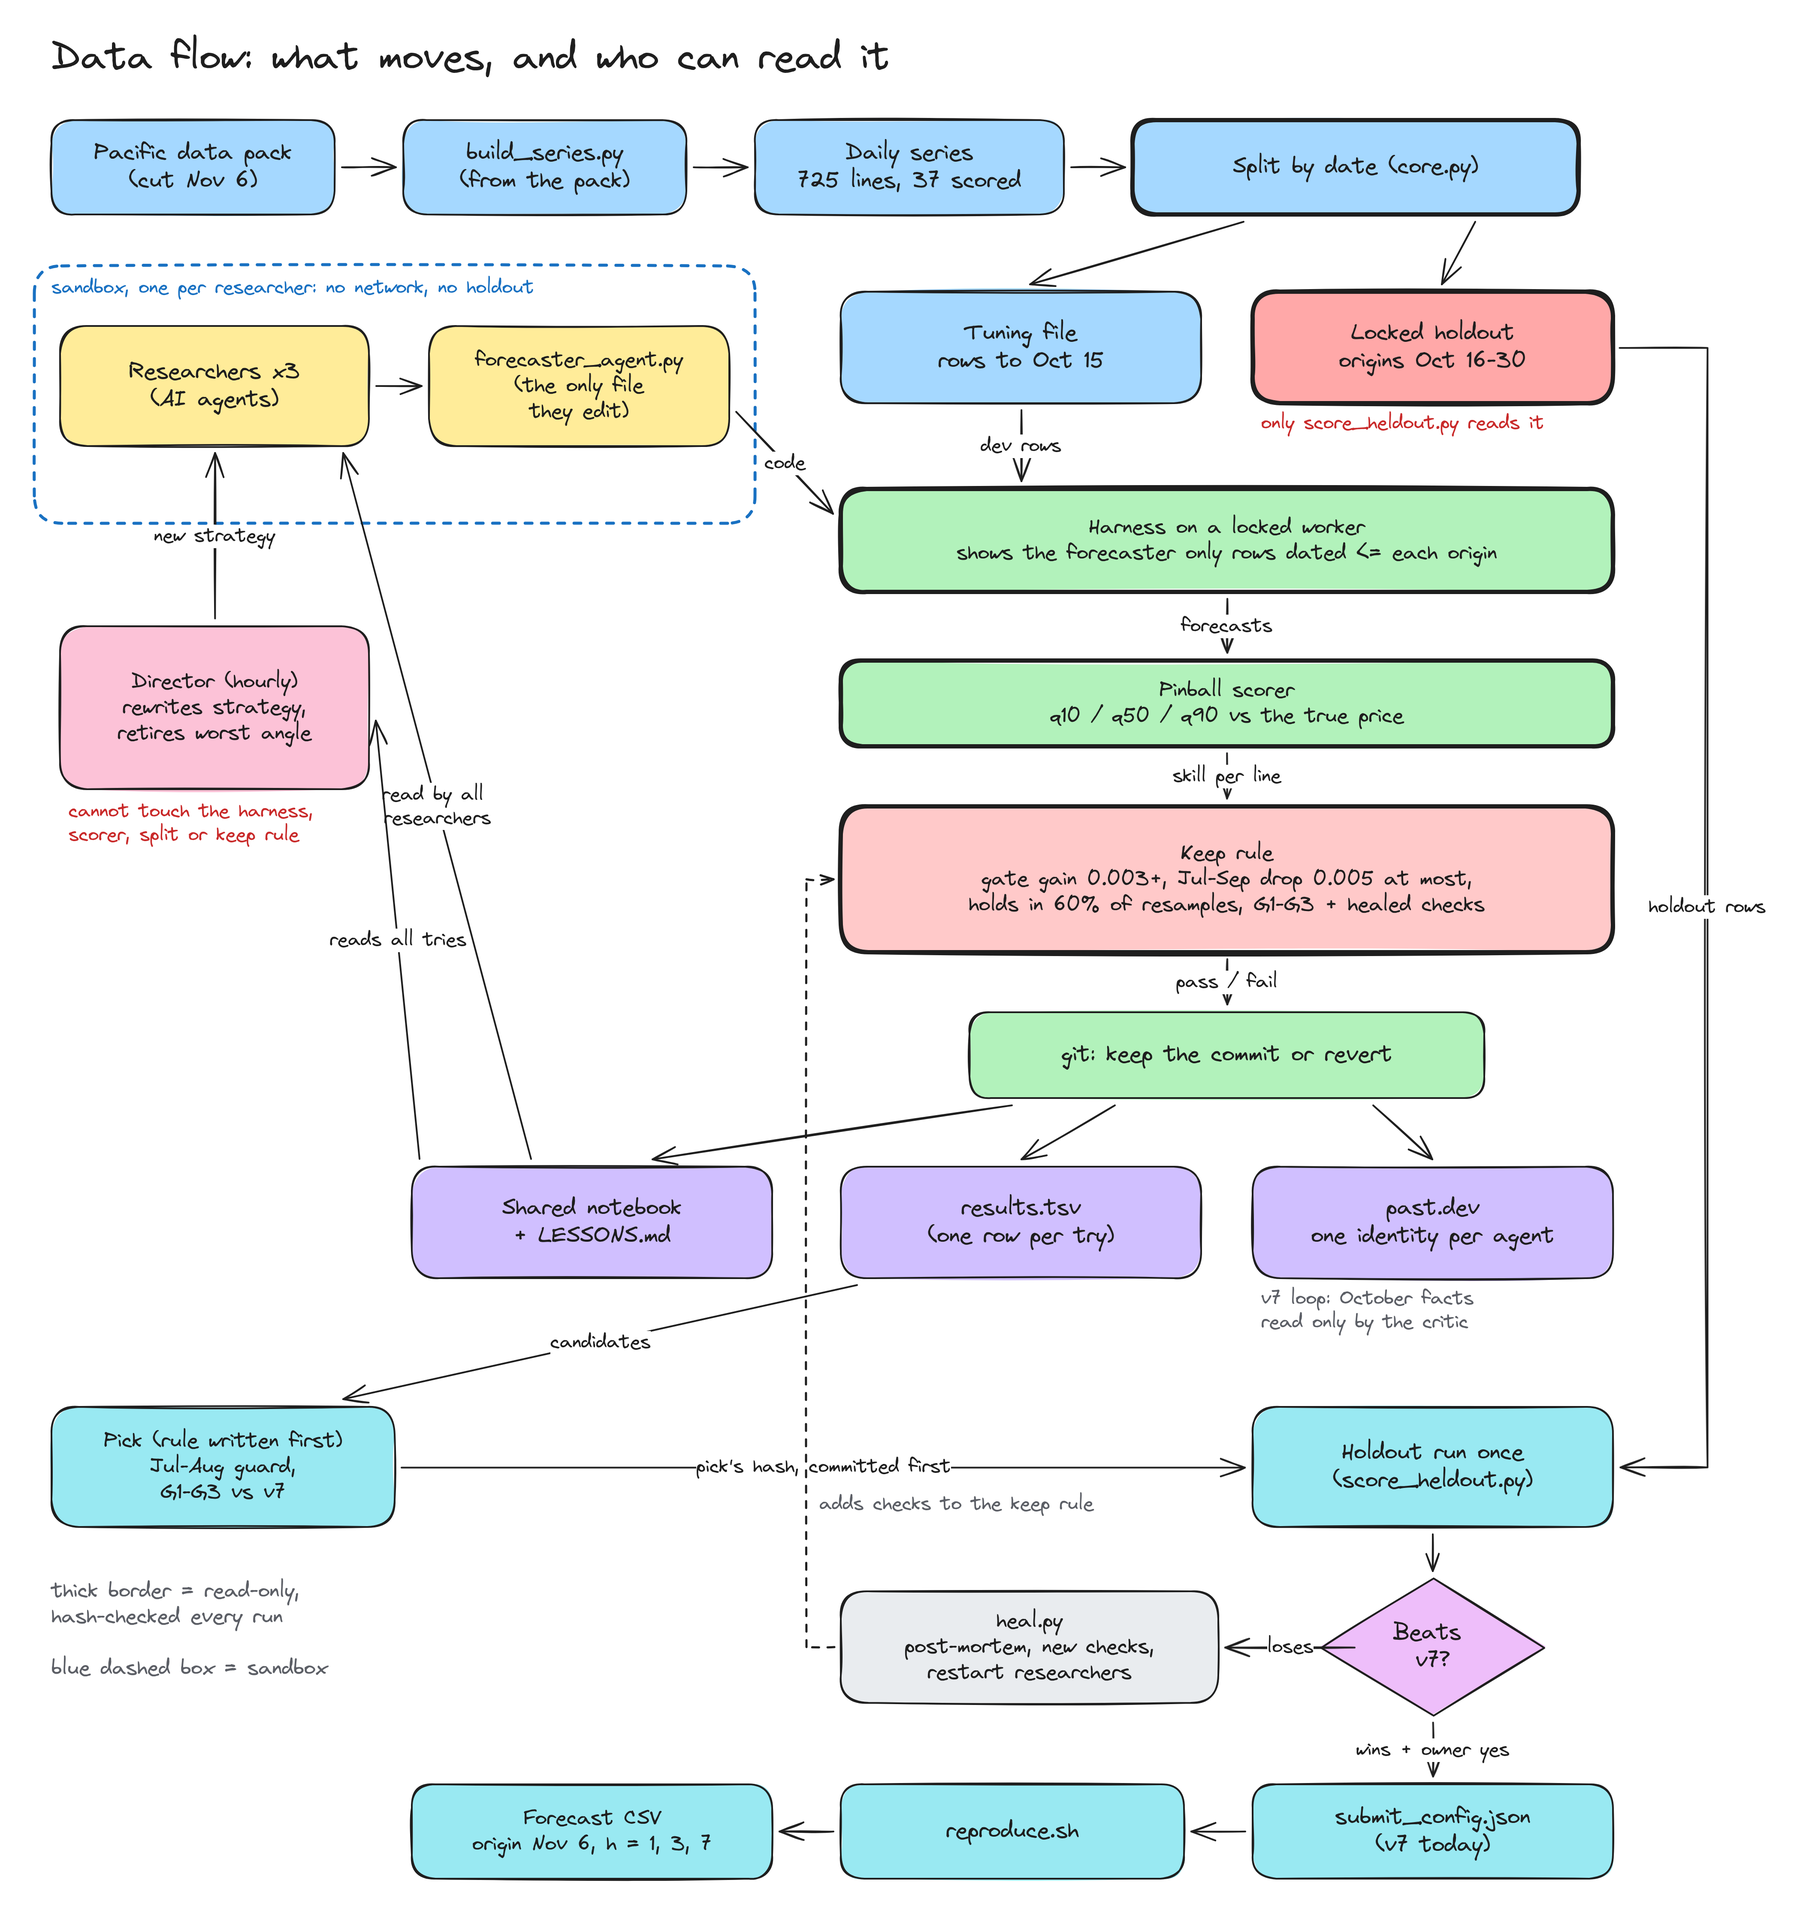 Data flow: what moves, and who can read it
Pacific data pack
(cut Nov 6)
build_series.py
(from the pack)
Daily series
725 lines, 37 scored
Split by date (core.py)
sandbox, one per researcher: no network, no holdout
Researchers x3
(AI agents)
forecaster_agent.py
(the only file
they edit)
Tuning file
rows to Oct 15
Locked holdout
origins Oct 16-30
only score_heldout.py reads it
code
dev rows
Harness on a locked worker
shows the forecaster only rows dated <= each origin
new strategy
forecasts
Director (hourly)
rewrites strategy,
retires worst angle
Pinball scorer
q10 / q50 / q90 vs the true price
cannot touch the harness,
scorer, split or keep rule
read by all
researchers
skill per line
Keep rule
gate gain 0.003+, Jul-Sep drop 0.005 at most,
holds in 60% of resamples, G1-G3 + healed checks
holdout rows
reads all tries
pass / fail
git: keep the commit or revert
Shared notebook
+ LESSONS.md
results.tsv
(one row per try)
past.dev
one identity per agent
v7 loop: October facts
read only by the critic
candidates
Pick (rule written first)
Jul-Aug guard,
G1-G3 vs v7
pick's hash, committed first
adds checks to the keep rule
Holdout run once
(score_heldout.py)
thick border = read-only,
hash-checked every run
blue dashed box = sandbox
heal.py
post-mortem, new checks,
restart researchers
loses
Beats
v7?
wins + owner yes
Forecast CSV
origin Nov 6, h = 1, 3, 7
reproduce.sh
submit_config.json
(v7 today)